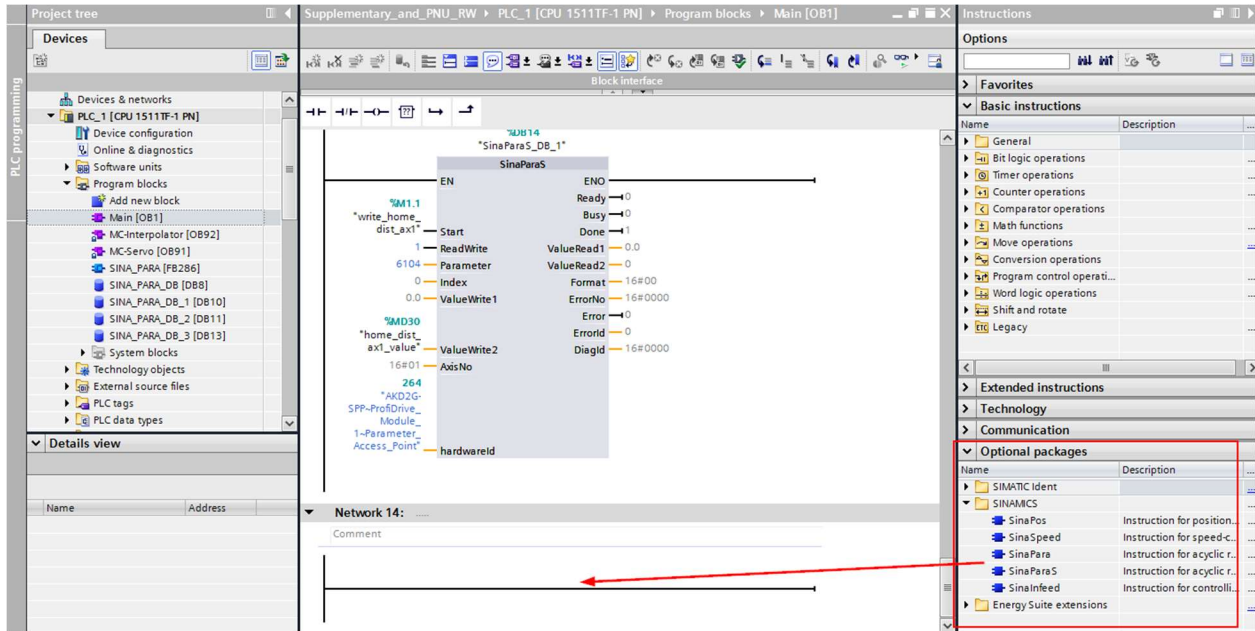 Project tree
Devices
PLC programming
Devices & networks
PLC_1 [CPU 1511TF-1 PN]
Device configuration
Online & diagnostics
Software units
Program blocks
Add new block
Main [OB1]
MC-Interpolator [OB92]
MC-Servo [OB91]
SINA_PARA [FB286]
SINA_PARA_DB [DB8]
SINA_PARA_DB_1 [DB10]
SINA_PARA_DB_2 [DB11]
SINA_PARA_DB_3 [DB13]
System blocks
Technology objects
External source files
PLC tags
PLC data types
Details view
Name Address
Supplementary_and_PNU_RW PLC_1 [CPU 1511TF-1 PN] Program blocks Main [OB1]
Block interface
??
%DB14
"SinaParaS_DB_1"
SinaParaS
EN ENO
Ready 0
%M1.1
"write_home_ Busy 0
dist_ax1" Start Done 1
1 ReadWrite ValueRead1 0.0
6104 Parameter ValueRead2 0
0 Index Format 16#00
0.0 ValueWrite1 ErrorNo 16#0000
Error 0
%MD30
"home_dist_ ErrorId 0
ax1_value" ValueWrite2 DiagId 16#0000
16#01 AxisNo
264
"AKD2G-
SPP~ProfiDrive_
Module_
1~Parameter_
Access_Point" hardwareId
Network 14: .....
Comment
Instructions
Options
Favorites
Basic instructions
Name Description ...
General
Bit logic operations
Timer operations
Counter operations
Comparator operations
Math functions
Move operations
Conversion operations
Program control operati...
Word logic operations
Shift and rotate
Legacy
Extended instructions
Technology
Communication
Optional packages
Name Description ...
SIMATIC Ident
SINAMICS
SinaPos Instruction for position...
SinaSpeed Instruction for speed-c...
SinaPara Instruction for acyclic r...
SinaParaS Instruction for acyclic r...
SinaInfeed Instruction for controlli...
Energy Suite extensions